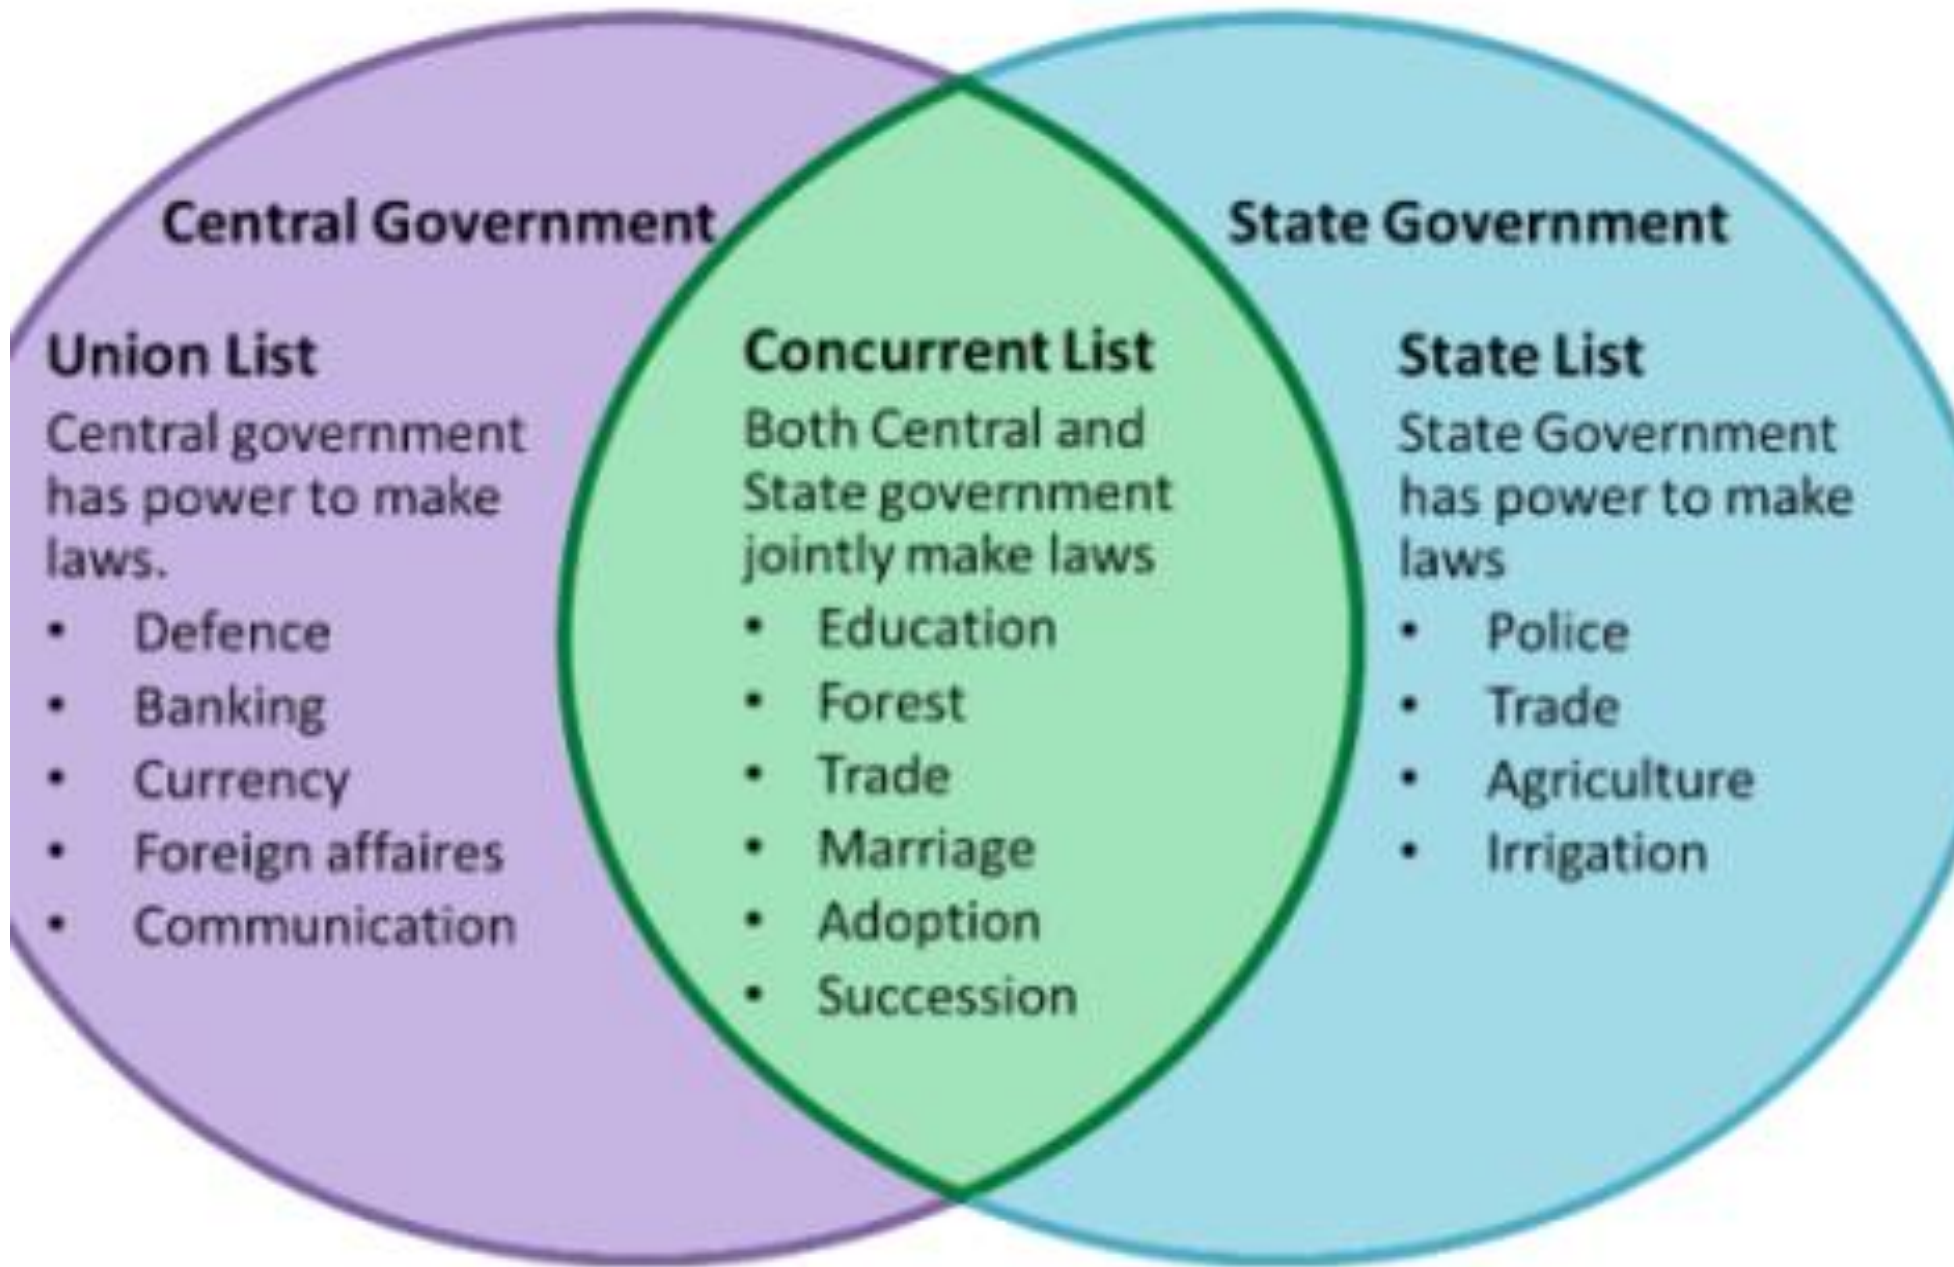 Central Government
Union List
Central government
has power to make
laws.
• Defence
• Banking
• Currency
• Foreign affaires
• Communication
Concurrent List
Both Central and
State government
jointly make laws
• Education
• Forest
• Trade
• Marriage
• Adoption
• Succession
State Government
State List
State Government
has power to make
laws
• Police
• Trade
• Agriculture
• Irrigation